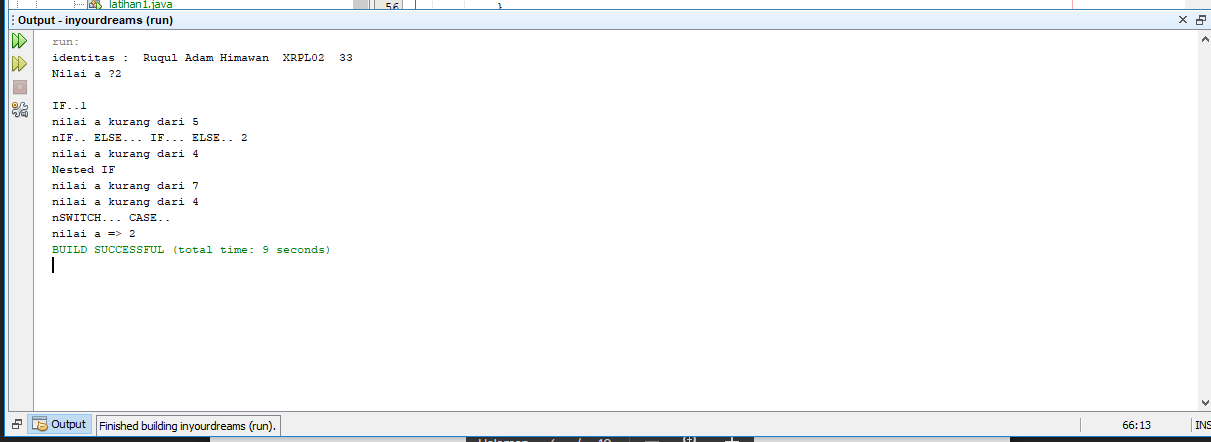 latihan1.java
56
Output - inyourdreams (run)
run:
identitas :  Ruqul Adam Himawan  XRPL02  33
Nilai a ?2
IF..1
nilai a kurang dari 5
nIF.. ELSE... IF... ELSE.. 2
nilai a kurang dari 4
Nested IF
nilai a kurang dari 7
nilai a kurang dari 4
nSWITCH... CASE..
nilai a => 2
BUILD SUCCESSFUL (total time: 9 seconds)
Output
Finished building inyourdreams (run).
66:13
INS